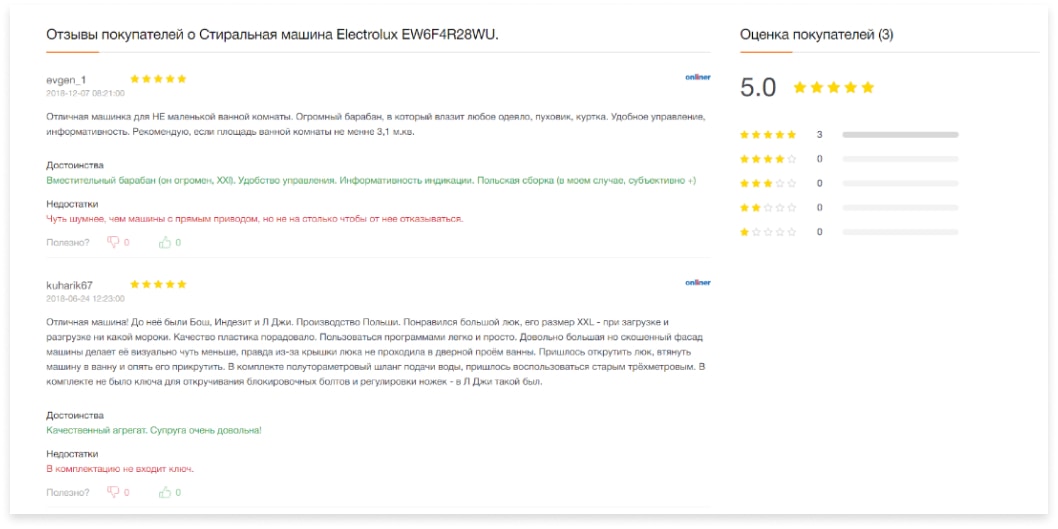 Отзывы покупателей о Стиральная машина Electrolux EW6F4R28WU.
evgen_1
onliner
2018-12-07 08:21:00
Отличная машинка для НЕ маленькой ванной комнаты. Огромный барабан, в который влазит любое одеяло, пуховик, куртка. Удобное управление,
информативность. Рекомендую, если площадь ванной комнаты не менне 3,1 м.кв.
Достоинства
Вместительный барабан (он огромен, XXl). Удобство управления. Информативность индикации. Польская сборка (в моем случае, субъективно +)
Недостатки
Чуть шумнее, чем машины с прямым приводом, но не на столько чтобы от нее отказываться.
Полезно? 0 0
kuharik67
onliner
2018-06-24 12:23:00
Отличная машина! До неё были Бош, Индезит и Л Джи. Производство Польши. Понравился большой люк, его размер XXL - при загрузке и
разгрузке ни какой мороки. Качество пластика порадовало. Пользоваться программами легко и просто. Довольно большая но скошенный фасад
машины делает её визуально чуть меньше, правда из-за крышки люка не проходила в дверной проём ванны. Пришлось открутить люк, втянуть
машину в ванну и опять его прикрутить. В комплекте полутораметровый шланг подачи воды, пришлось воспользоваться старым трёхметровым. В
комплекте не было ключа для откручивания блокировочных болтов и регулировки ножек - в Л Джи такой был.
Достоинства
Качественный агрегат. Супруга очень довольна!
Недостатки
В комплектацию не входит ключ.
Полезно? 0 0
Оценка покупателей (3)
5.0
3
0
0
0
0